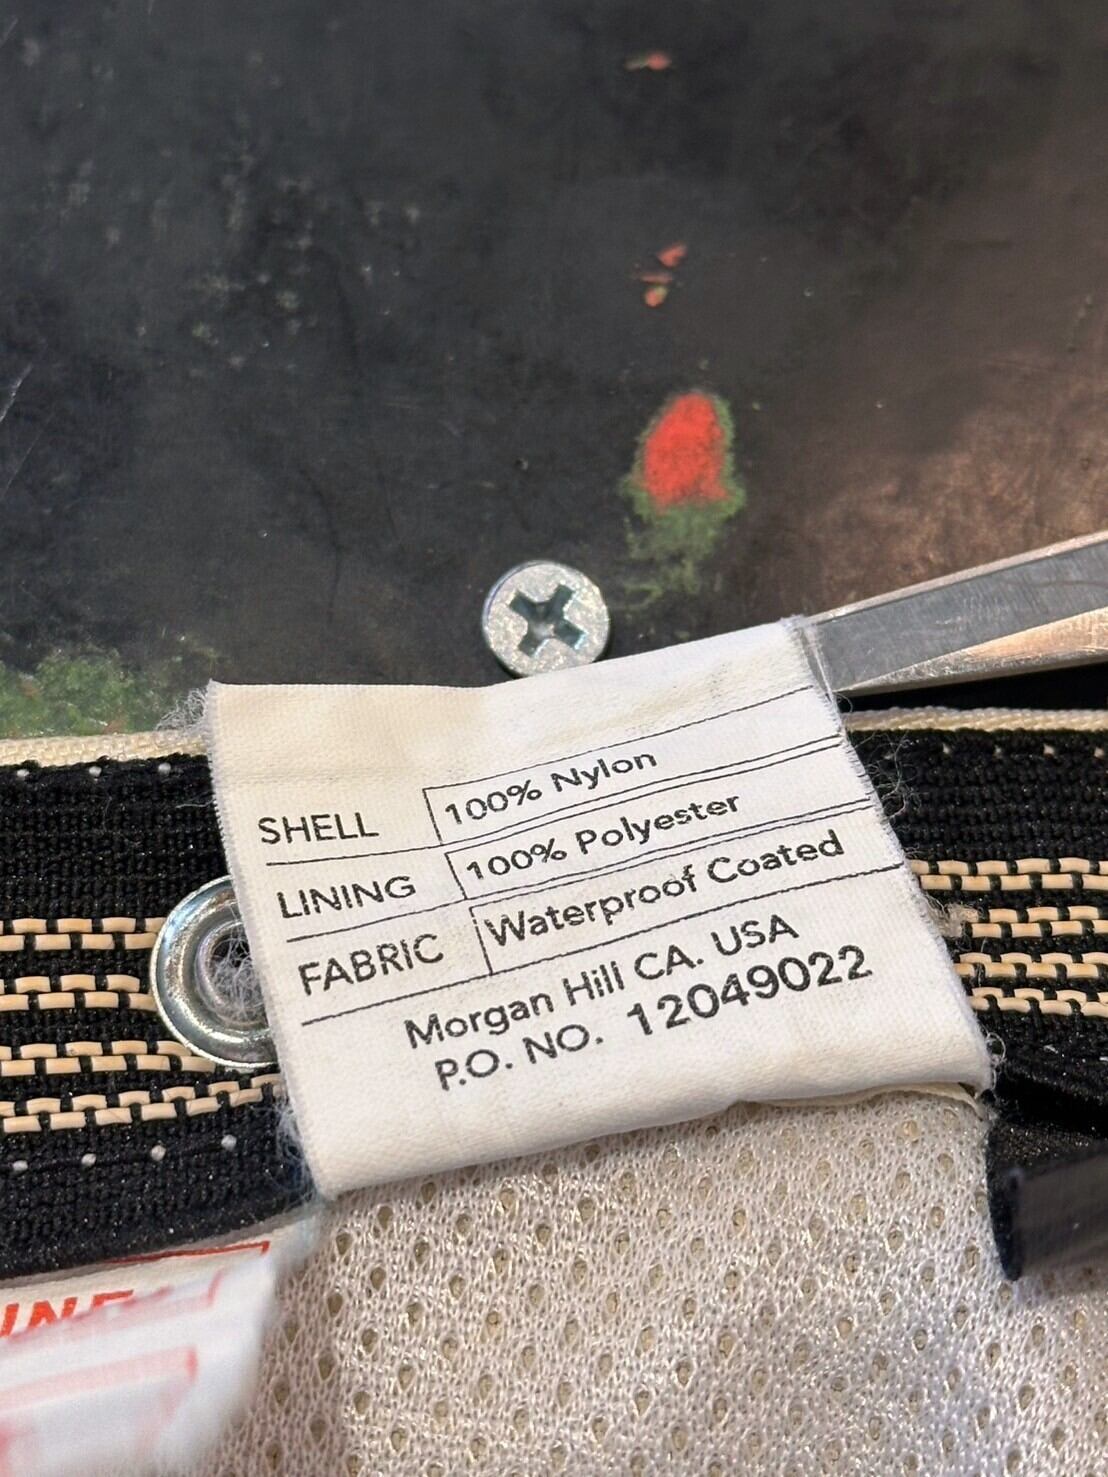 SHELL 100% Nylon
LINING 100% Polyester
FABRIC Waterproof Coated
Morgan Hill CA. USA
P.O. NO. 12049022